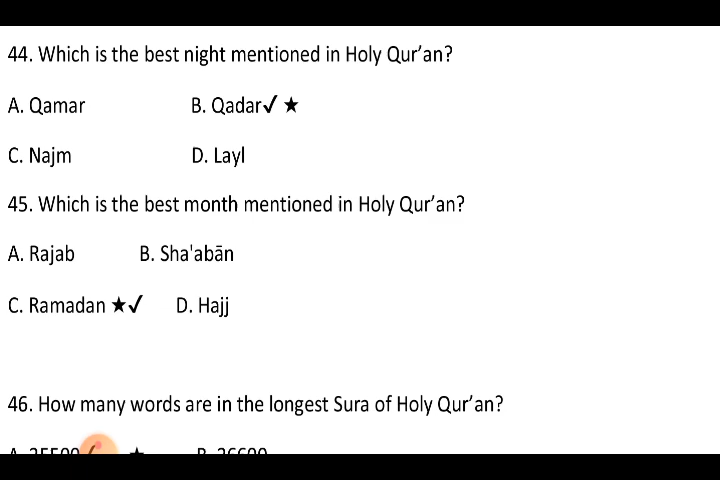 44. Which is the best night mentioned in Holy Qur’an?
A. Qamar B. Qadar✓ ★
C. Najm D. Layl
45. Which is the best month mentioned in Holy Qur’an?
A. Rajab B. Sha'abān
C. Ramadan ★✓ D. Hajj
46. How many words are in the longest Sura of Holy Qur’an?